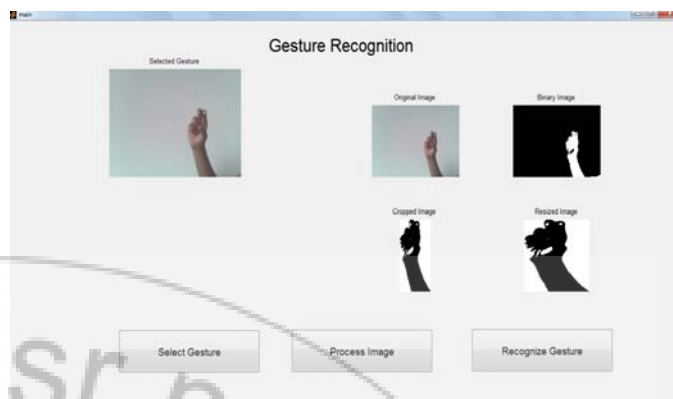 main
Gesture Recognition
Selected Gesture
Original Image
Binary Image
Cropped Image
Resized Image
Select Gesture
Process Image
Recognize Gesture